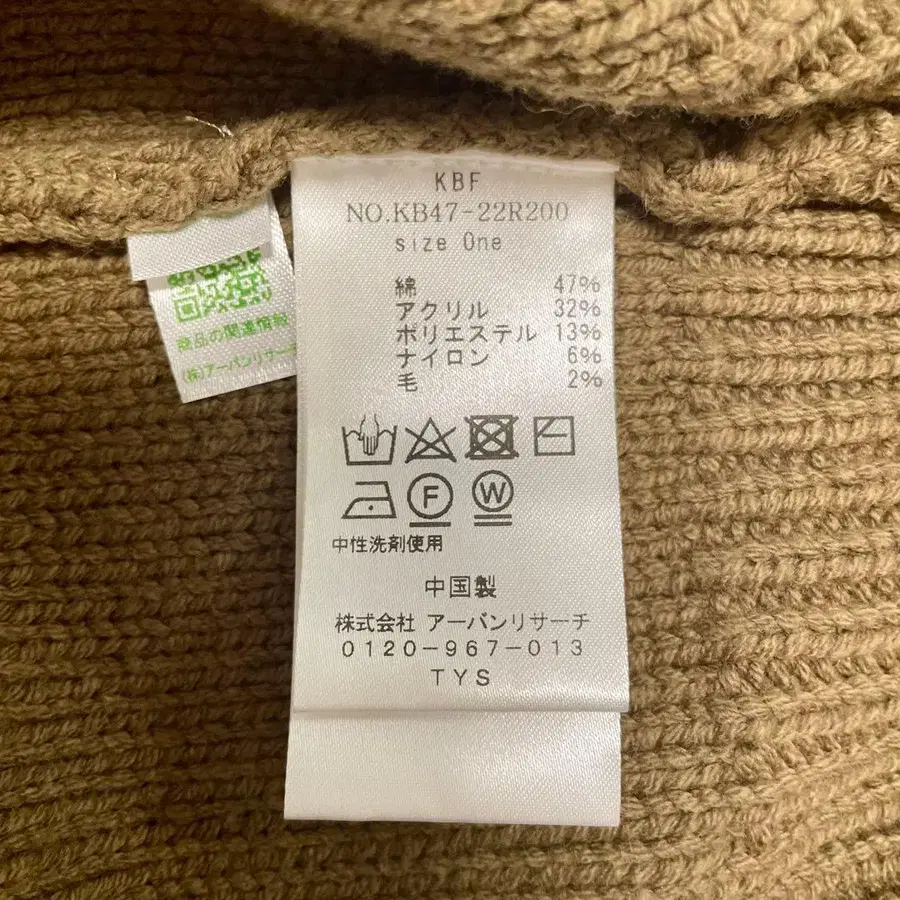 KBF
NO.KB47-22R200
size One
綿 47%
アクリル 32%
ポリエステル 13%
ナイロン 6%
毛 2%
F
W
中性洗剤使用
中国製
株式会社 アーバンリサーチ
0120-967-013
TYS
商品の関連情報
(株)アーバンリサーチ